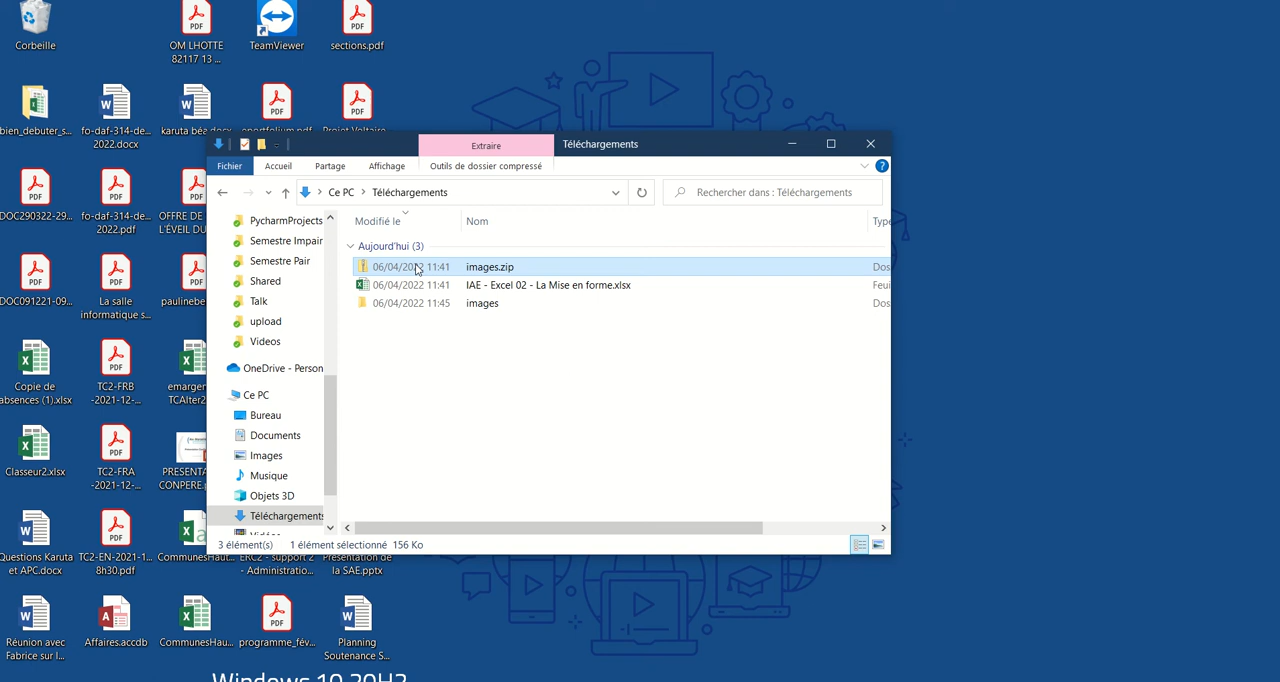 Corbeille
OM LHOTTE
82117 13 ...
TeamViewer
sections.pdf
bien_debuter_s...
fo-daf-314-de...
2022.docx
karuta béa.docx
eportfolium.pdf
Projet Voltaire
DOC290322-29...
fo-daf-314-de...
2022.pdf
OFFRE DE
L'ÉVEIL DU
DOC091221-09...
La salle
informatique s...
paulinebe
Copie de
absences (1).xlsx
TC2-FRB
-2021-12-...
emargen
TCAlter2
Classeur2.xlsx
TC2-FRA
-2021-12-...
PRESENTA
CONPERE.p
Questions Karuta
et APC.docx
TC2-EN-2021-1...
8h30.pdf
CommunesHaut...
ERC2 - support 2
- Administratio...
Présentation de
la SAE.pptx
Réunion avec
Fabrice sur l...
Affaires.accdb
CommunesHau...
programme_fév...
Planning
Soutenance S...
Extraire
Téléchargements
Fichier
Accueil
Partage
Affichage
Outils de dossier compressé
Ce PC > Téléchargements
Rechercher dans : Téléchargements
PycharmProjects
Semestre Impair
Semestre Pair
Shared
Talk
upload
Videos
OneDrive - Person
Ce PC
Bureau
Documents
Images
Musique
Objets 3D
Téléchargements
Vidéos
Modifié le Nom Type
Aujourd'hui (3)
06/04/2022 11:41 images.zip Dos
06/04/2022 11:41 IAE - Excel 02 - La Mise en forme.xlsx Feui
06/04/2022 11:45 images Dos
3 élément(s) 1 élément sélectionné 156 Ko
Windows 10 20H2